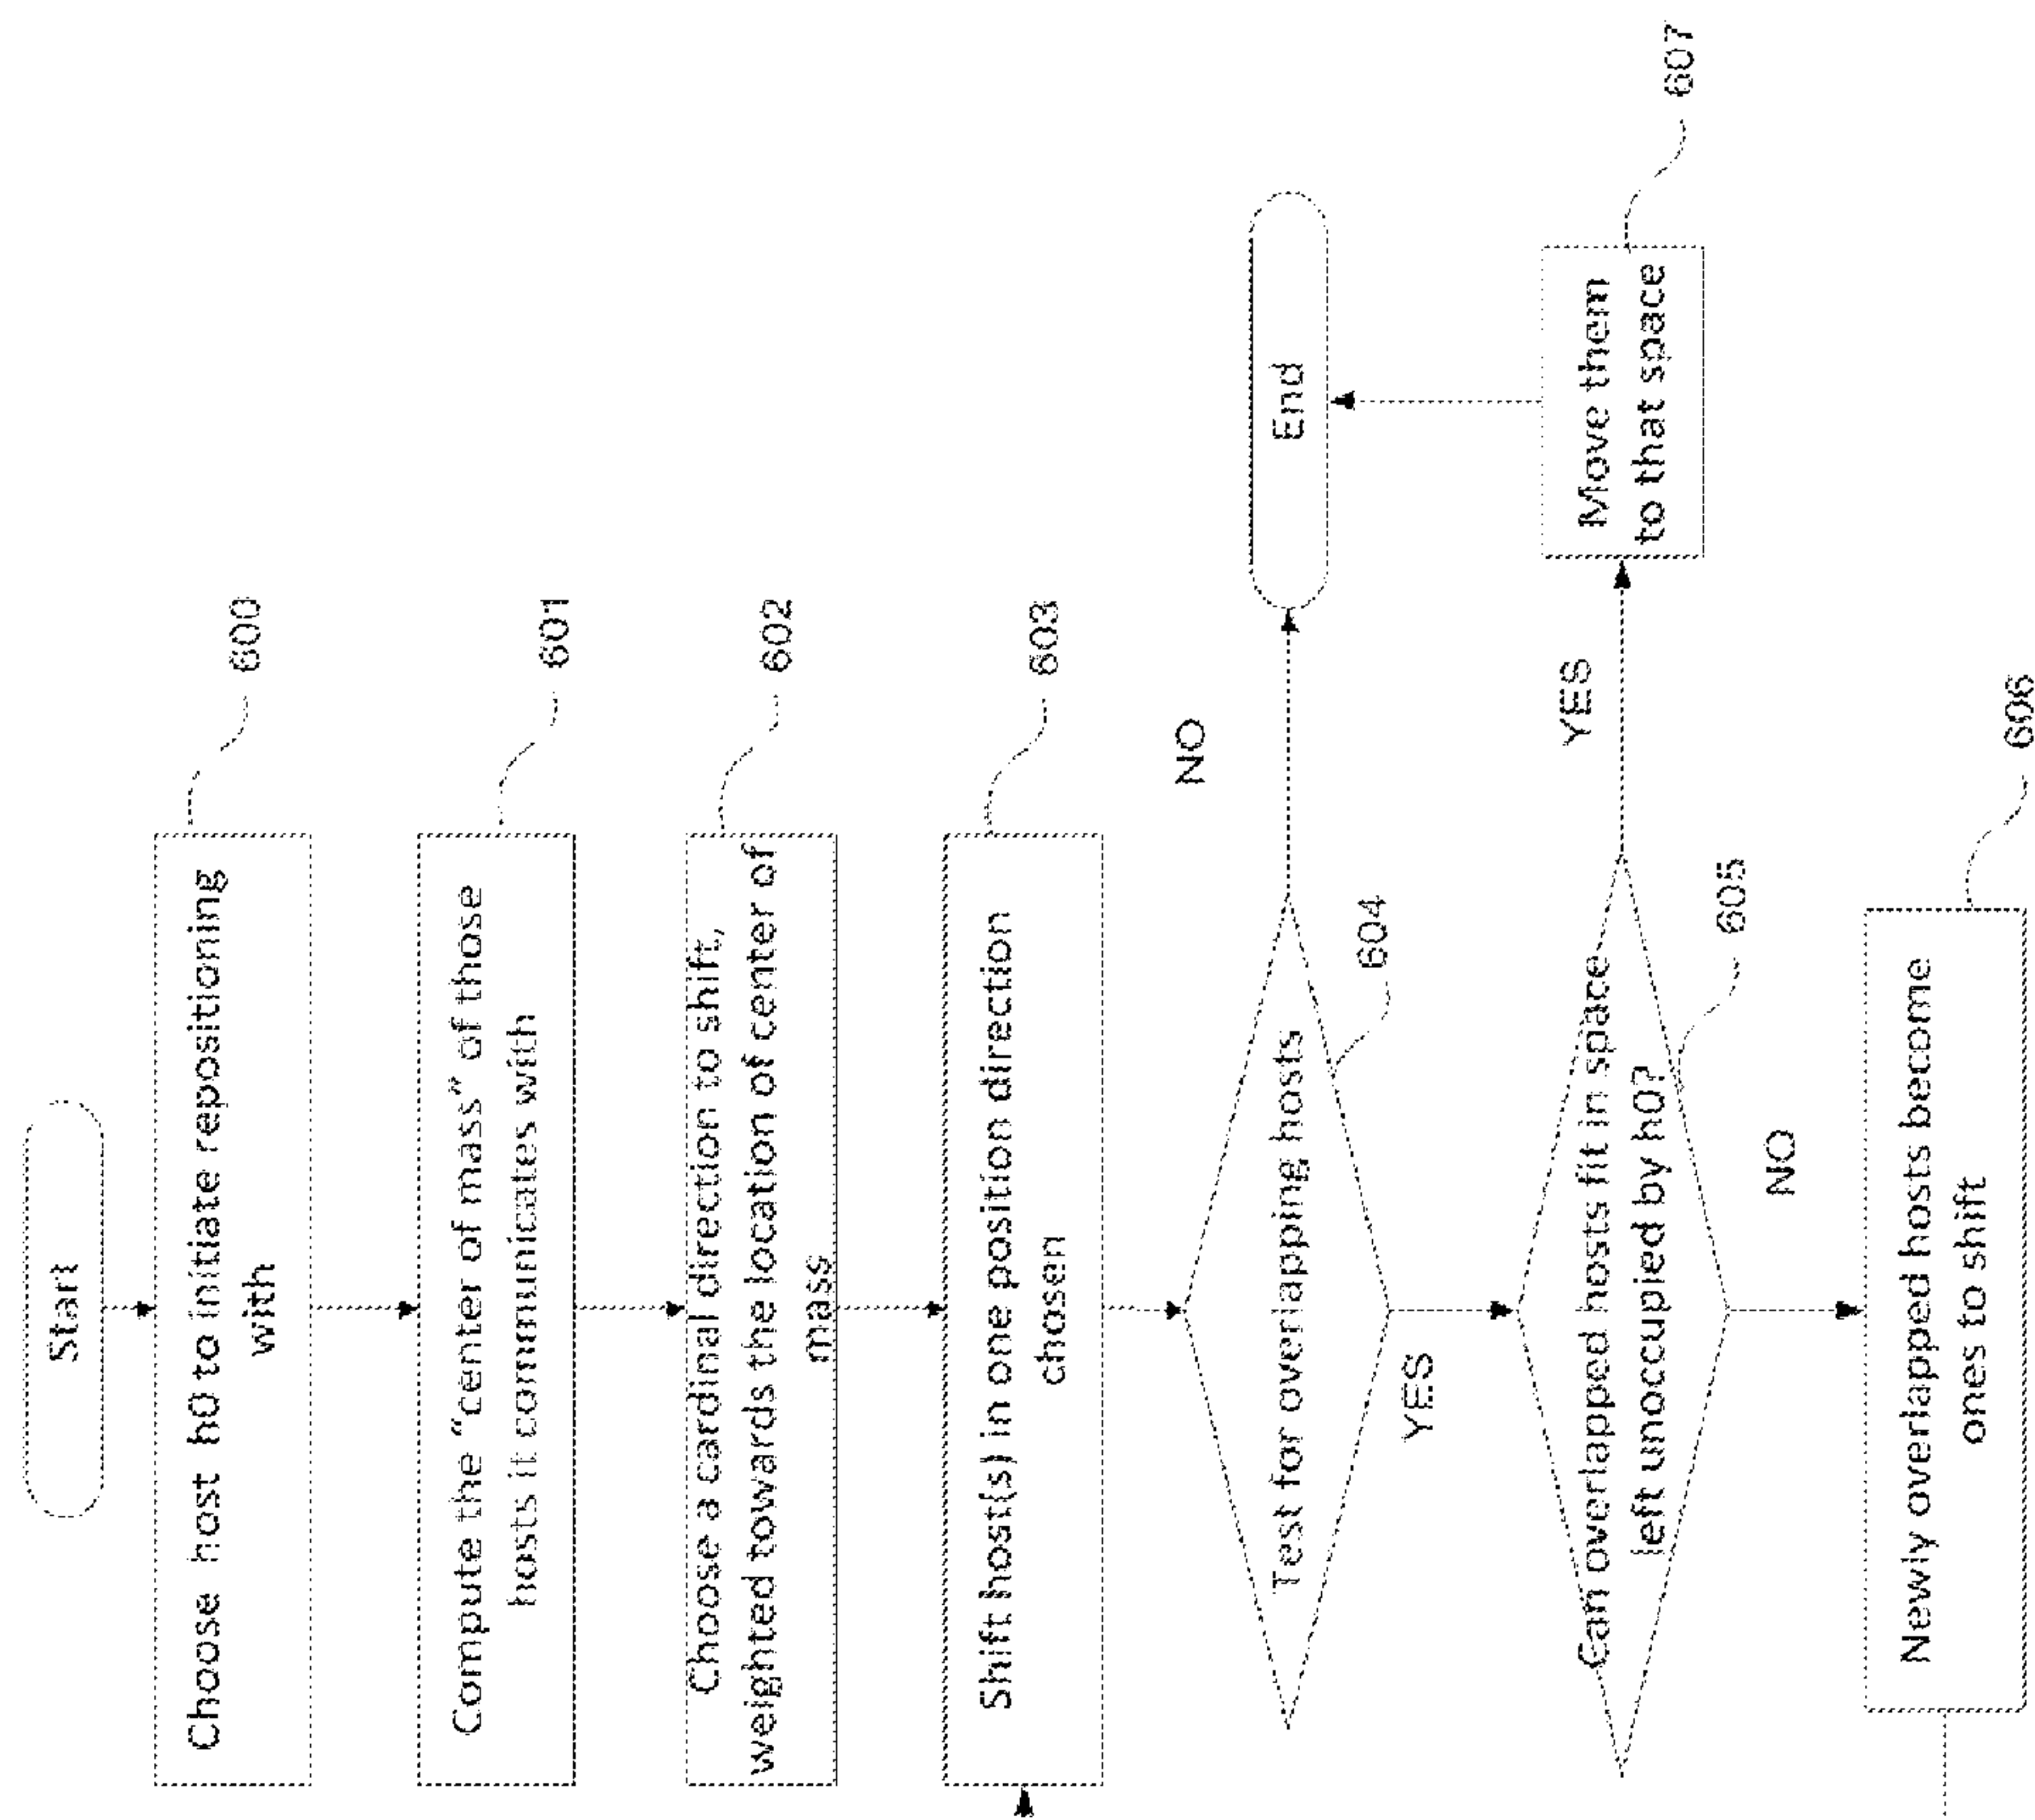 Start
Choose host h0 to initiate repositioning
with
600
Compute the “center of mass” of those
hosts it communicates with
601
Choose a cardinal direction to shift,
weighted towards the location of center of
mass
602
Shift host(s) in one position direction
chosen
603
Test for overlapping hosts
604
NO
End
YES
Can overlapped hosts fit in space
left unoccupied by h0?
605
YES
Move them
to that space
607
NO
Newly overlapped hosts become
ones to shift
606